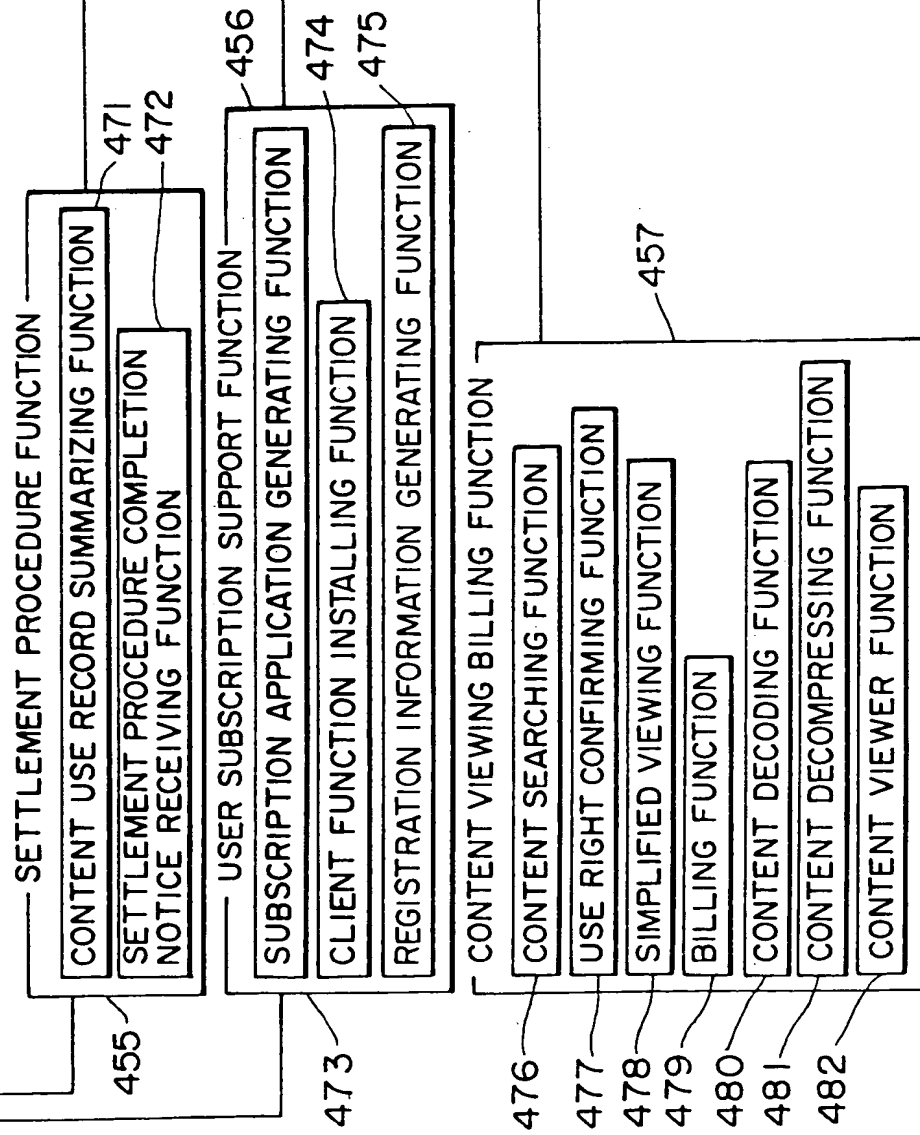 SETTLEMENT PROCEDURE FUNCTION
CONTENT USE RECORD SUMMARIZING FUNCTION
471
SETTLEMENT PROCEDURE COMPLETION
NOTICE RECEIVING FUNCTION
472
455
USER SUBSCRIPTION SUPPORT FUNCTION
456
SUBSCRIPTION APPLICATION GENERATING FUNCTION
473
CLIENT FUNCTION INSTALLING FUNCTION
474
REGISTRATION INFORMATION GENERATING FUNCTION
475
CONTENT VIEWING BILLING FUNCTION
457
476
CONTENT SEARCHING FUNCTION
477
USE RIGHT CONFIRMING FUNCTION
478
SIMPLIFIED VIEWING FUNCTION
479
BILLING FUNCTION
480
CONTENT DECODING FUNCTION
481
CONTENT DECOMPRESSING FUNCTION
482
CONTENT VIEWER FUNCTION